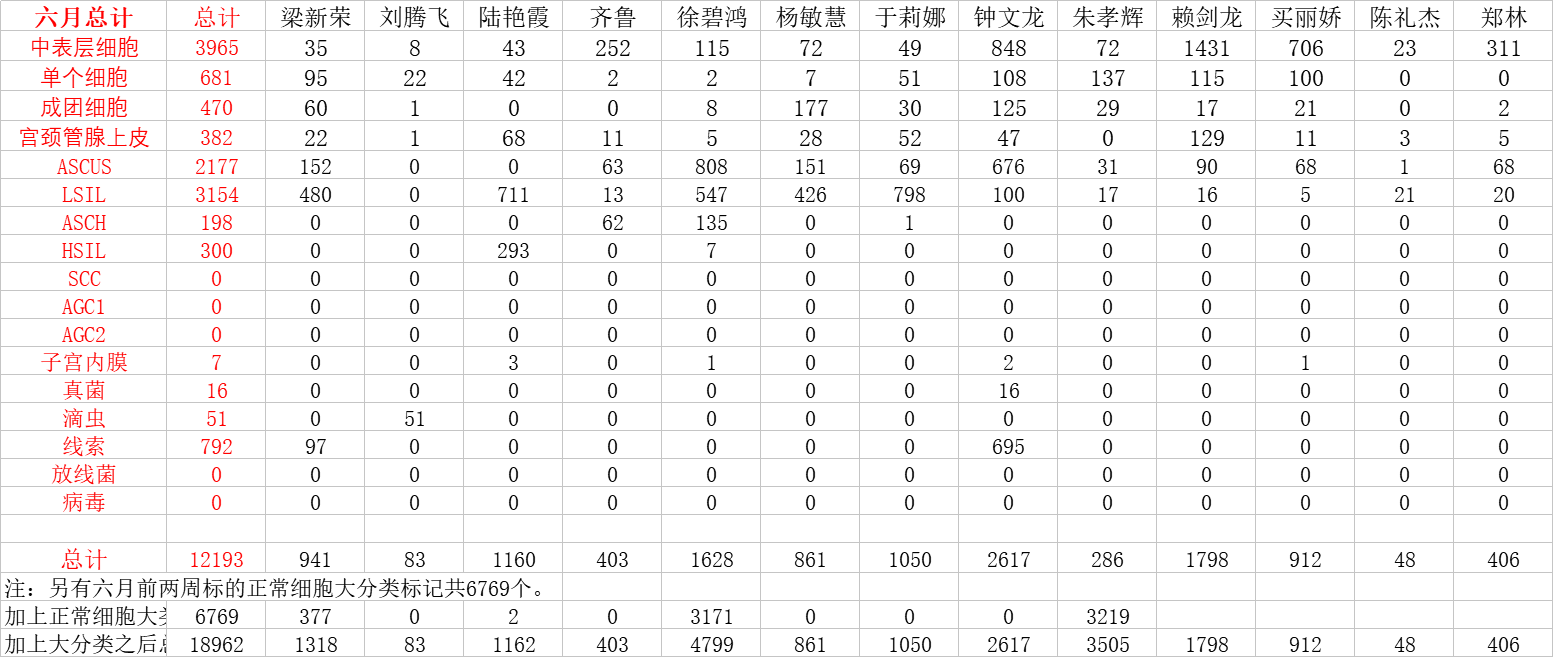 六月总计 总计 梁新荣 刘腾飞 陆艳霞 齐鲁 徐碧鸿 杨敏慧 于莉娜 钟文龙 朱孝辉 赖剑龙 买丽娇 陈礼杰 郑林
中表层细胞 3965 35 8 43 252 115 72 49 848 72 1431 706 23 311
单个细胞 681 95 22 42 2 2 7 51 108 137 115 100 0 0
成团细胞 470 60 1 0 0 8 177 30 125 29 17 21 0 2
宫颈管腺上皮 382 22 1 68 11 5 28 52 47 0 129 11 3 5
ASCUS 2177 152 0 0 63 808 151 69 676 31 90 68 1 68
LSIL 3154 480 0 711 13 547 426 798 100 17 16 5 21 20
ASCH 198 0 0 0 62 135 0 1 0 0 0 0 0 0
HSIL 300 0 0 293 0 7 0 0 0 0 0 0 0 0
SCC 0 0 0 0 0 0 0 0 0 0 0 0 0 0
AGC1 0 0 0 0 0 0 0 0 0 0 0 0 0 0
AGC2 0 0 0 0 0 0 0 0 0 0 0 0 0 0
子宫内膜 7 0 0 3 0 1 0 0 2 0 0 1 0 0
真菌 16 0 0 0 0 0 0 0 16 0 0 0 0 0
滴虫 51 0 51 0 0 0 0 0 0 0 0 0 0 0
线索 792 97 0 0 0 0 0 0 695 0 0 0 0 0
放线菌 0 0 0 0 0 0 0 0 0 0 0 0 0 0
病毒 0 0 0 0 0 0 0 0 0 0 0 0 0 0
总计 12193 941 83 1160 403 1628 861 1050 2617 286 1798 912 48 406
注：另有六月前两周标的正常细胞大分类标记共6769个。
加上正常细胞大 6769 377 0 2 0 3171 0 0 0 3219
加上大分类之后 18962 1318 83 1162 403 4799 861 1050 2617 3505 1798 912 48 406